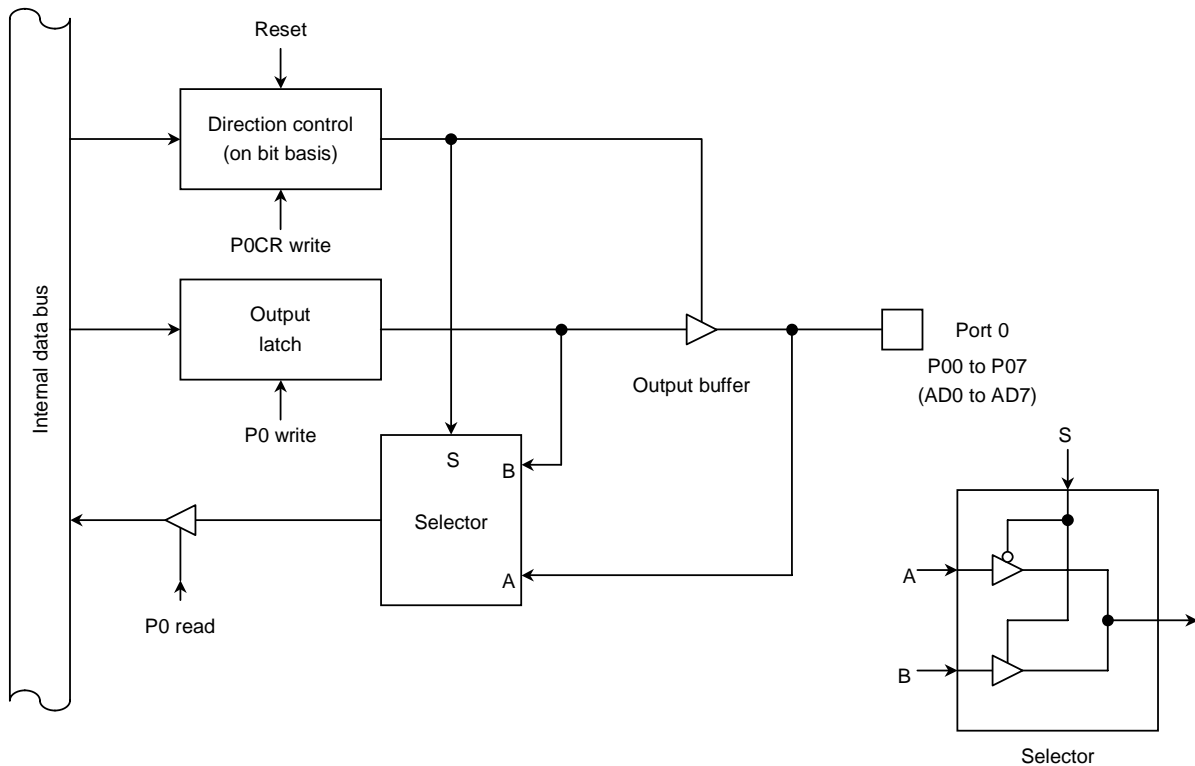 Reset
Direction control
(on bit basis)
P0CR write
Internal data bus
Output
latch
P0 write
Output buffer
Port 0
P00 to P07
(AD0 to AD7)
S
B
Selector
A
P0 read
S
A
B
Selector